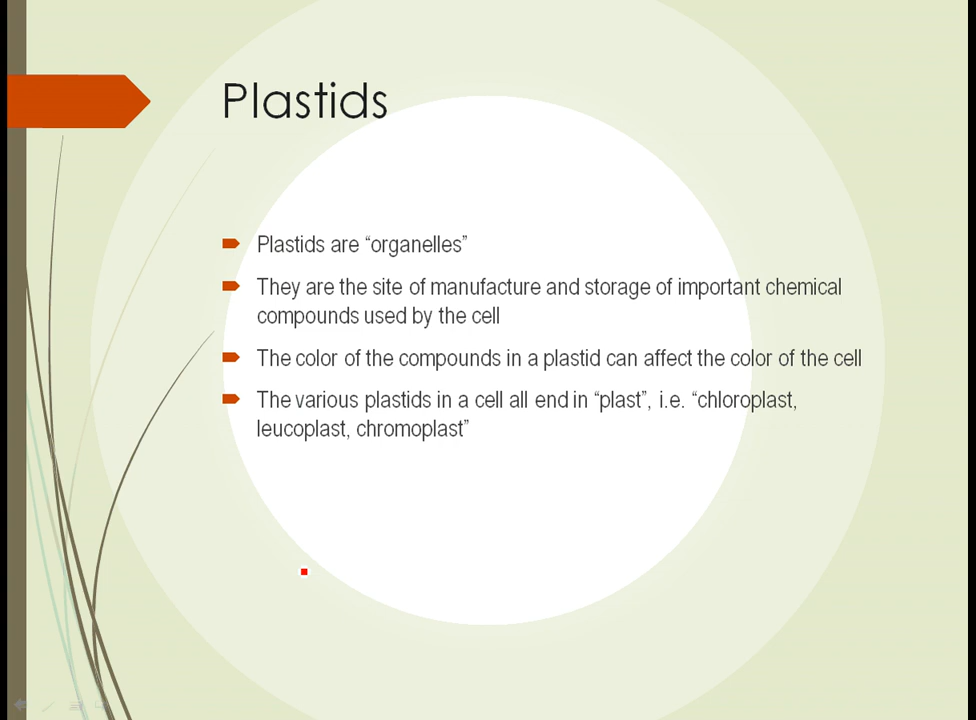 Plastids
Plastids are “organelles”
They are the site of manufacture and storage of important chemical
compounds used by the cell
The color of the compounds in a plastid can affect the color of the cell
The various plastids in a cell all end in “plast”, i.e. “chloroplast,
leucoplast, chromoplast”